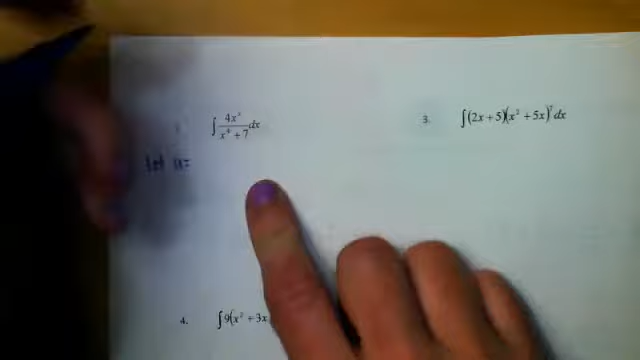 ∫ 4x³/(x⁴ + 7) dx
let u=
3. ∫(2x + 5)(x² + 5x)⁷ dx
4. ∫9(x² + 3x